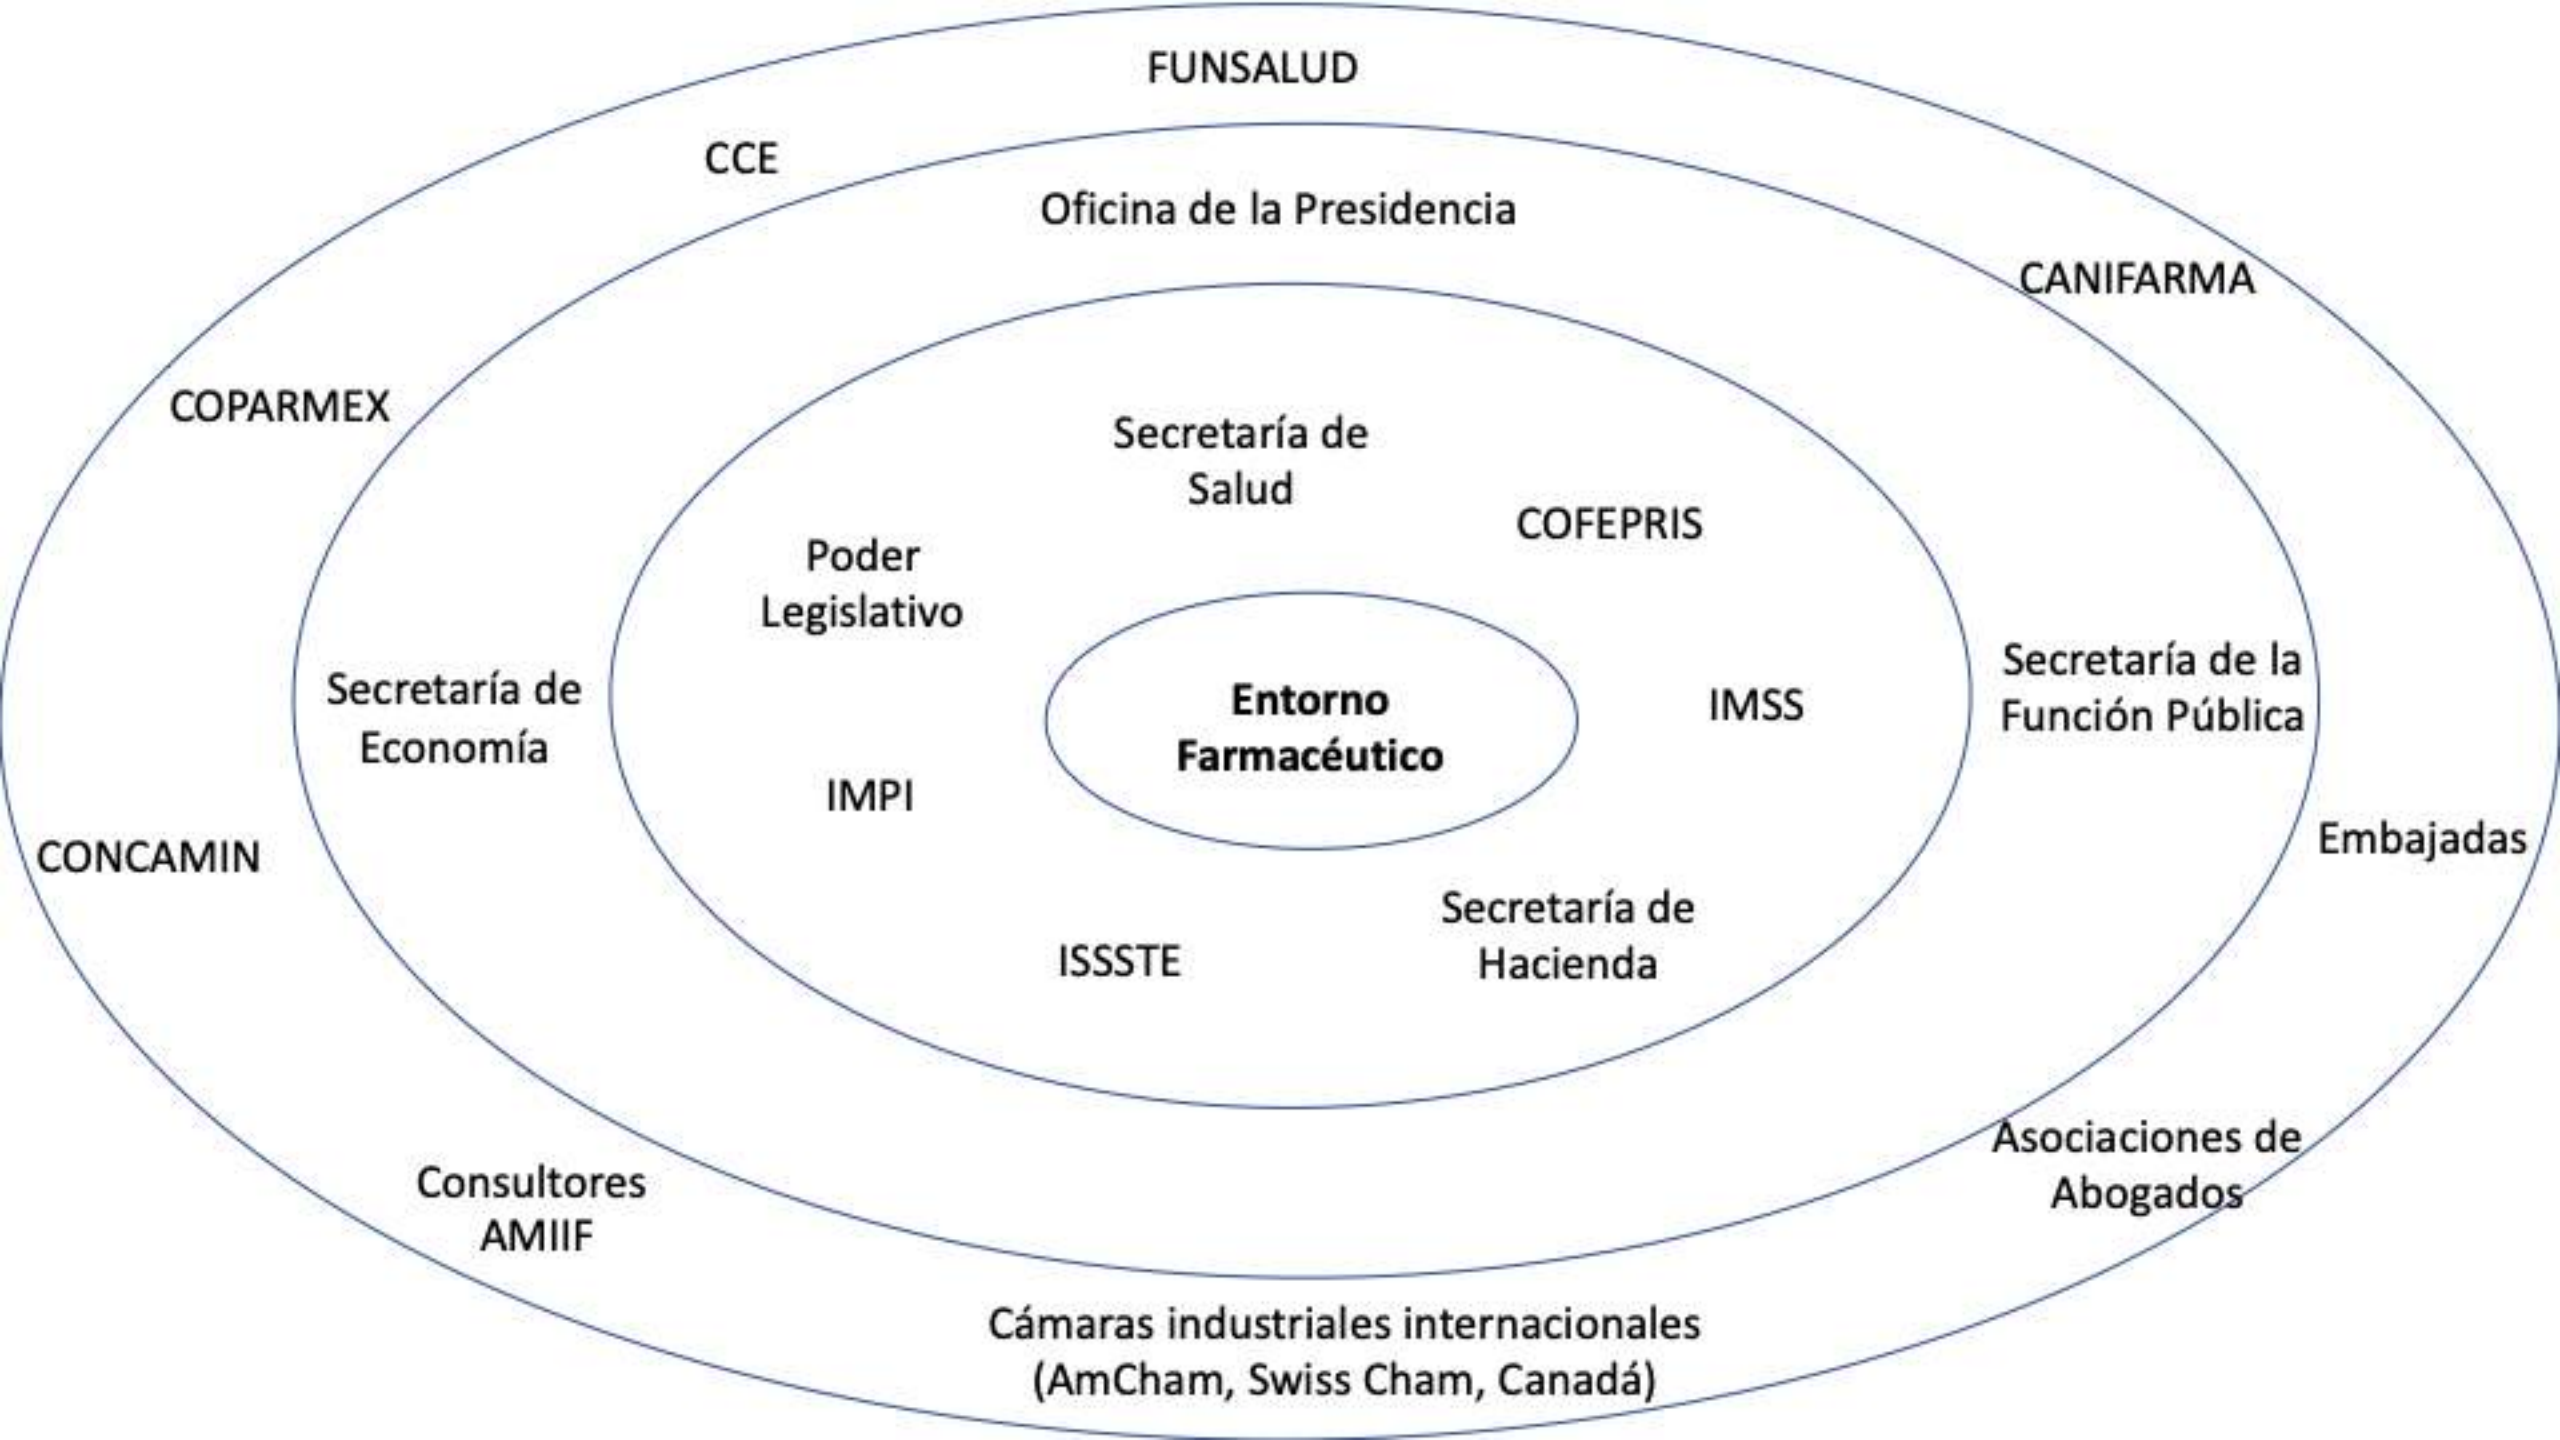 FUNSALUD
CCE
Oficina de la Presidencia
CANIFARMA
COPARMEX
Secretaría de
Salud
COFEPRIS
Poder
Legislativo
Secretaría de
Economía
Entorno
Farmacéutico
IMSS
Secretaría de la
Función Pública
IMPI
CONCAMIN
Embajadas
ISSSTE
Secretaría de
Hacienda
Consultores
AMIIF
Asociaciones de
Abogados
Cámaras industriales internacionales
(AmCham, Swiss Cham, Canadá)